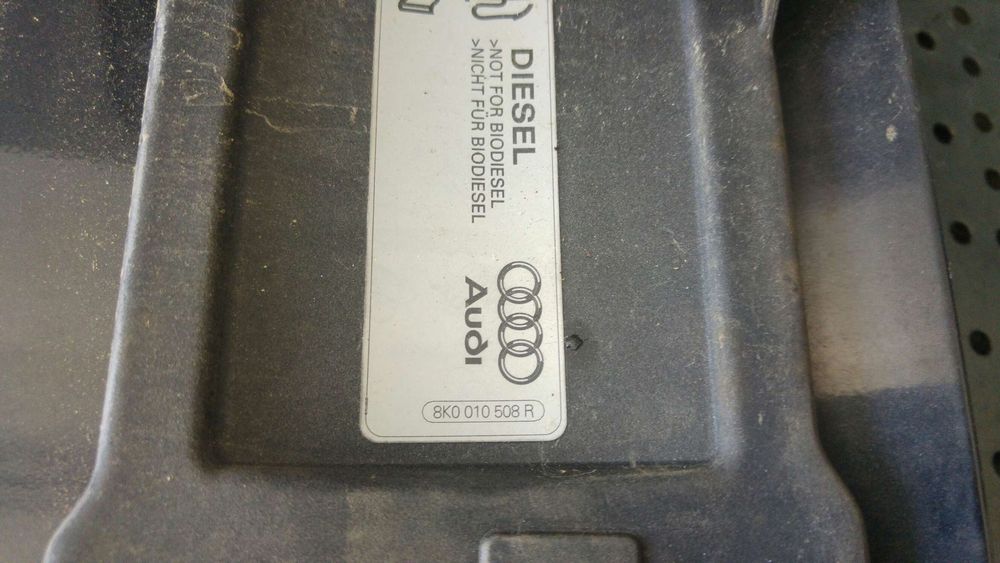 DIESEL
>NOT FOR BIODIESEL
>NICHT FÜR BIODIESEL
Audi
8K0 010 508 R